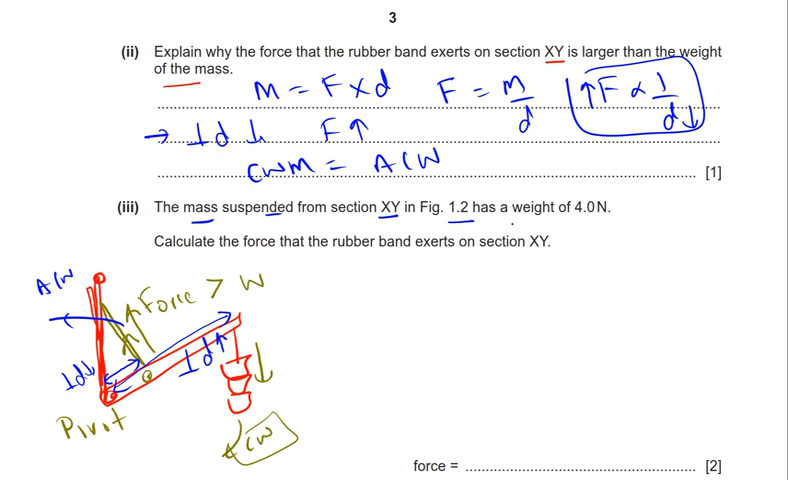 3
(ii) Explain why the force that the rubber band exerts on section XY is larger than the weight
of the mass.
M = F × d F = m/d ↑F ∝ 1/d↓
→ ⊥d ↓ F↑
CWM = ACW
[1]
(iii) The mass suspended from section XY in Fig. 1.2 has a weight of 4.0 N.
Calculate the force that the rubber band exerts on section XY.
ACW
Force > W
⊥d↓
⊥d↑
Pivot
CW
force = [2]